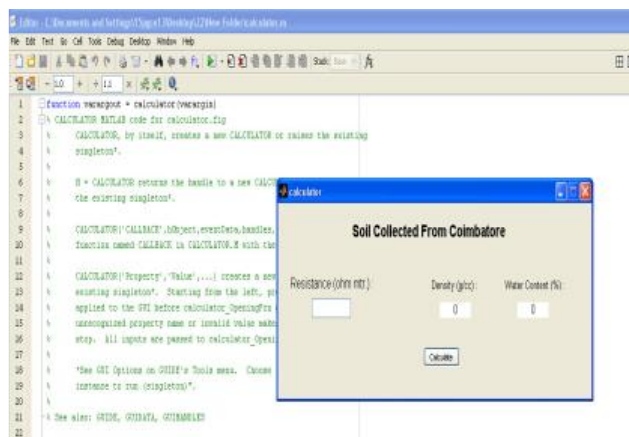 Editor - C:\Documents and Settings\15pgce13\Desktop\22\New Folder\calculator.m
File Edit Text Go Cell Tools Debug Desktop Window Help
Stack:
fx
1.0
1.1
1 function varargout = calculator(varargin)
2 % CALCULATOR MATLAB code for calculator.fig
3 % CALCULATOR, by itself, creates a new CALCULATOR or raises the existing
4 % singleton*.
5 %
6 % H = CALCULATOR returns the handle to a new CALCU
7 % the existing singleton*.
8 %
9 % CALCULATOR('CALLBACK',hObject,eventData,handles,
10 % function named CALLBACK in CALCULATOR.M with the
11 %
12 % CALCULATOR('Property','Value',...) creates a new
13 % existing singleton*. Starting from the left, pro
14 % applied to the GUI before calculator_OpeningFcn
15 % unrecognized property name or invalid value makes
16 % stop. All inputs are passed to calculator_Openi
17 %
18 % *See GUI Options on GUIDE's Tools menu. Choose
19 % instance to run (singleton)".
20 %
21 % See also: GUIDE, GUIDATA, GUIHANDLES
22
calculator
Soil Collected From Coimbatore
Resistance (ohm mtr.)
Density (g/cc)
Water Content (%):
0
0
Calculate